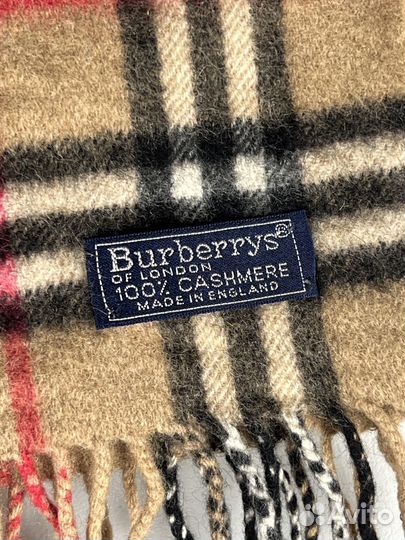 Burberrys®
OF LONDON
100% CASHMERE
MADE IN ENGLAND
Avito